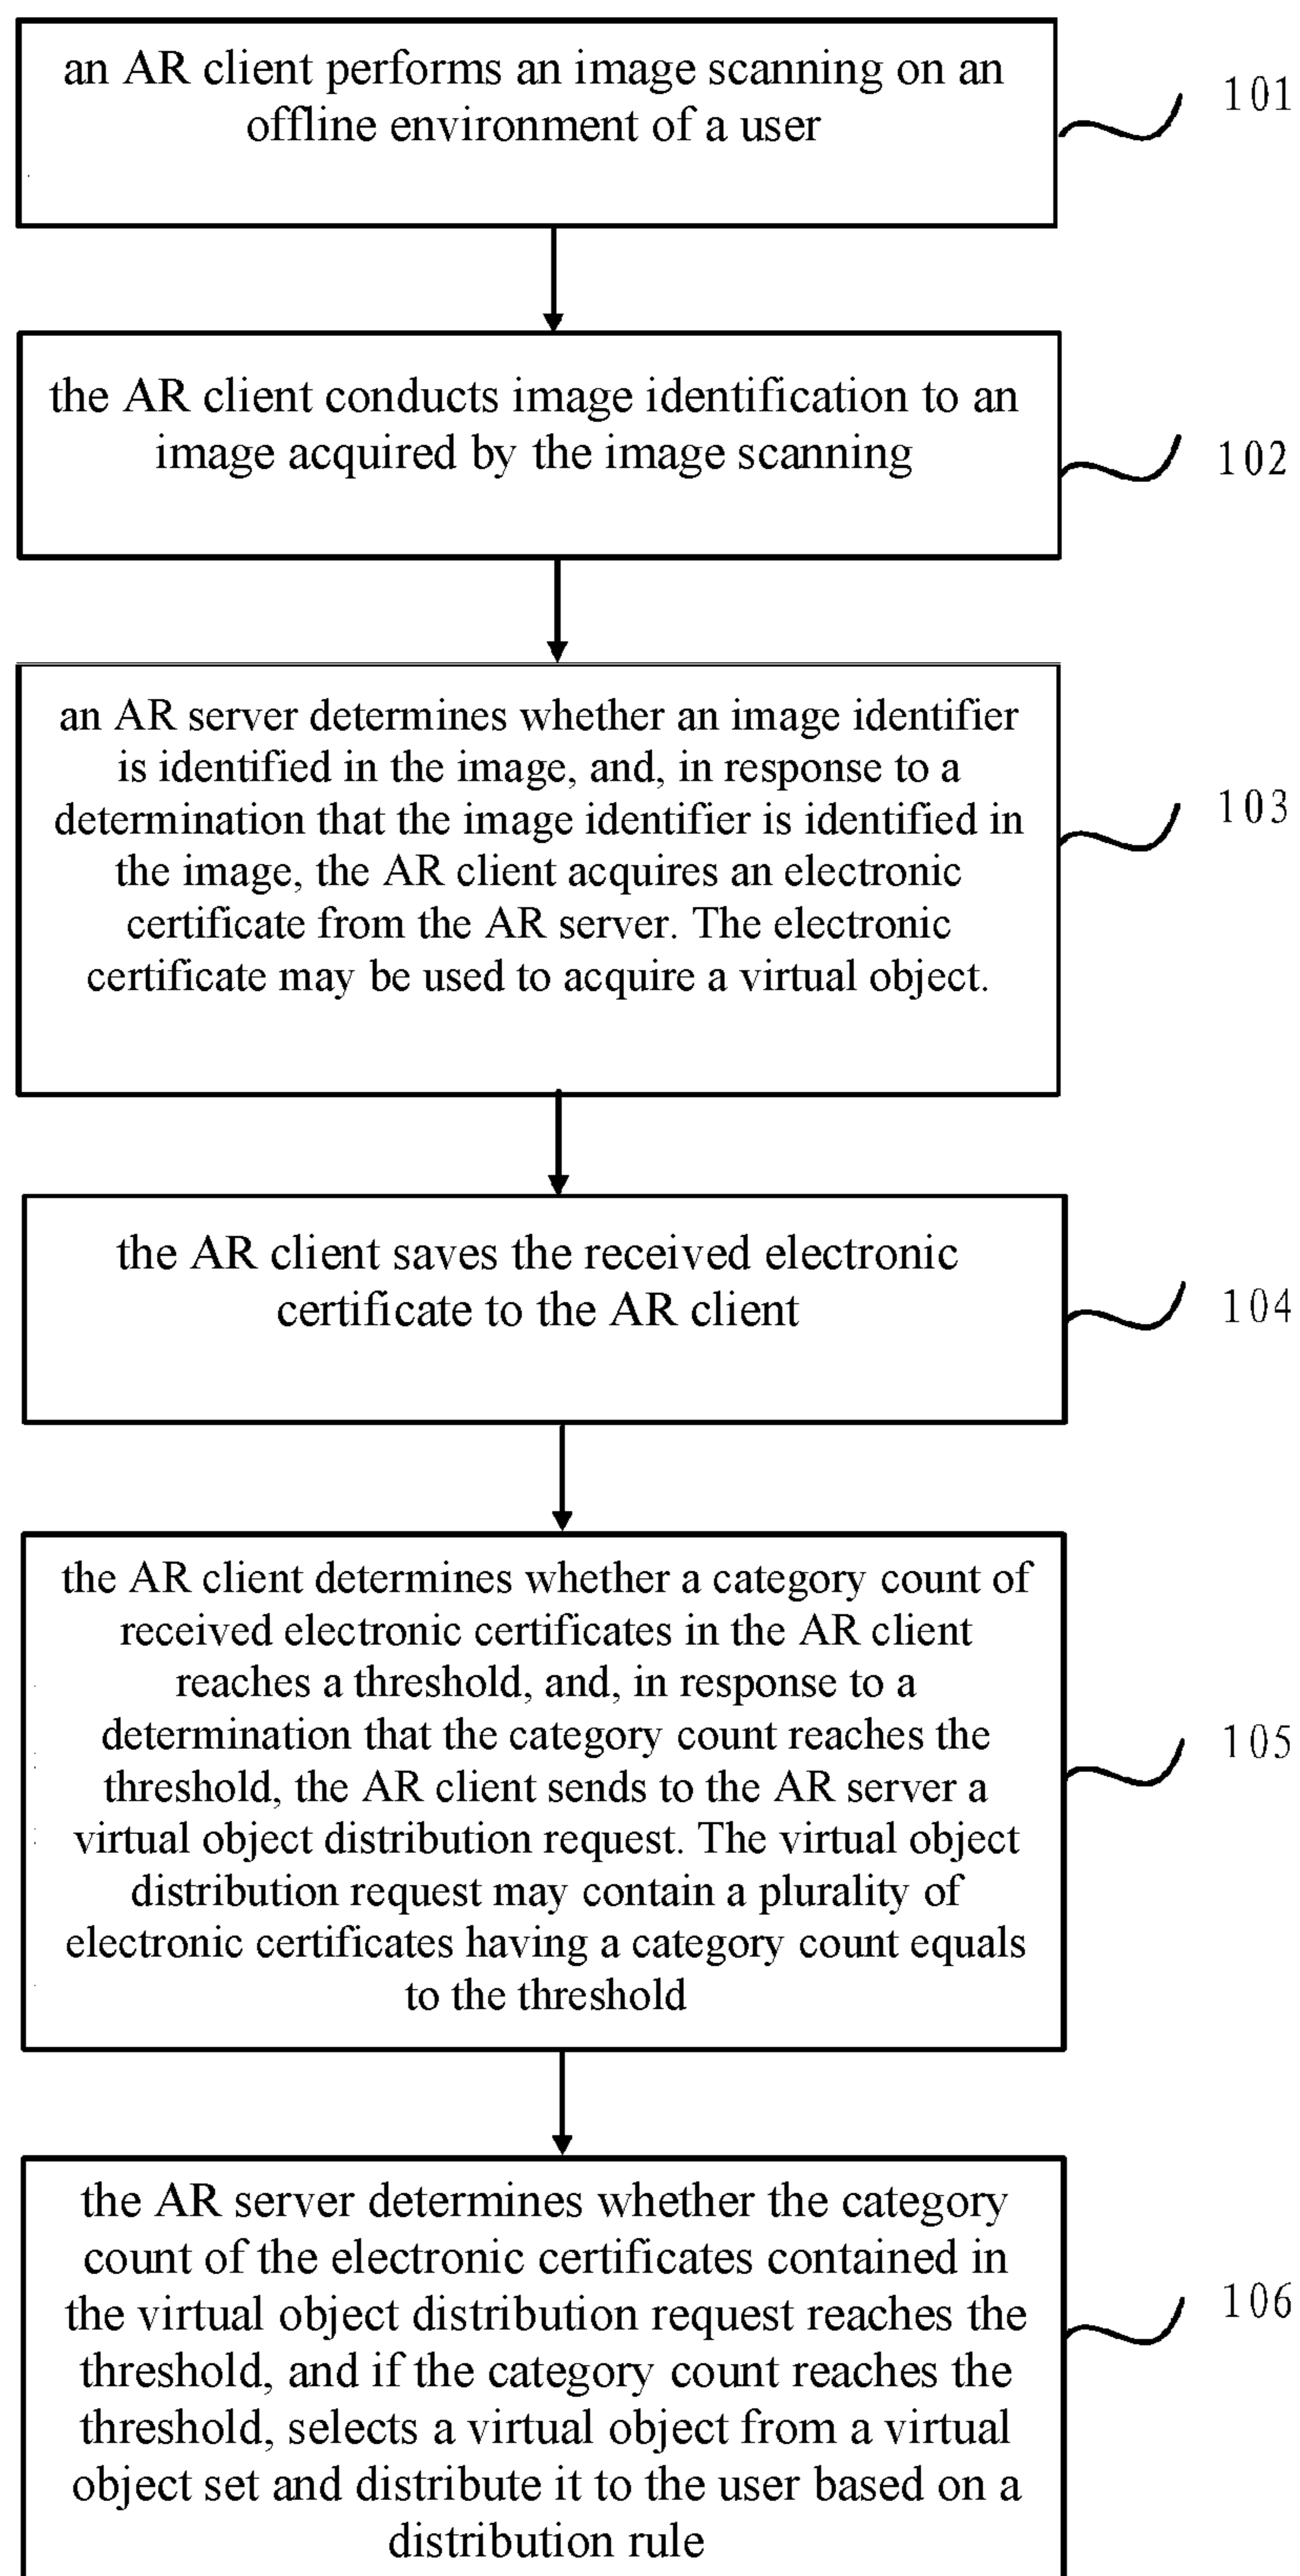 an AR client performs an image scanning on an
offline environment of a user
101
the AR client conducts image identification to an
image acquired by the image scanning
102
an AR server determines whether an image identifier
is identified in the image, and, in response to a
determination that the image identifier is identified in
the image, the AR client acquires an electronic
certificate from the AR server. The electronic
certificate may be used to acquire a virtual object.
103
the AR client saves the received electronic
certificate to the AR client
104
the AR client determines whether a category count of
received electronic certificates in the AR client
reaches a threshold, and, in response to a
determination that the category count reaches the
threshold, the AR client sends to the AR server a
virtual object distribution request. The virtual object
distribution request may contain a plurality of
electronic certificates having a category count equals
to the threshold
105
the AR server determines whether the category
count of the electronic certificates contained in
the virtual object distribution request reaches the
threshold, and if the category count reaches the
threshold, selects a virtual object from a virtual
object set and distribute it to the user based on a
distribution rule
106